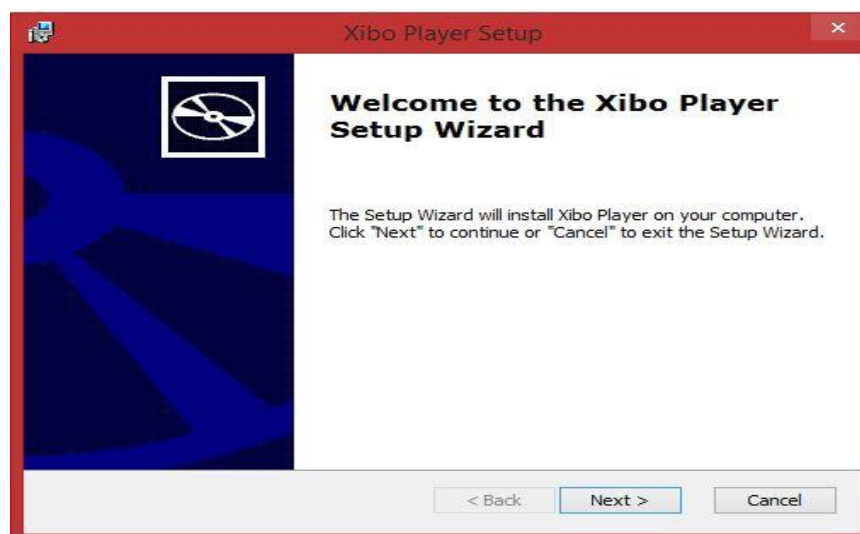 Xibo Player Setup
Welcome to the Xibo Player
Setup Wizard
The Setup Wizard will install Xibo Player on your computer.
Click "Next" to continue or "Cancel" to exit the Setup Wizard.
< Back Next > Cancel